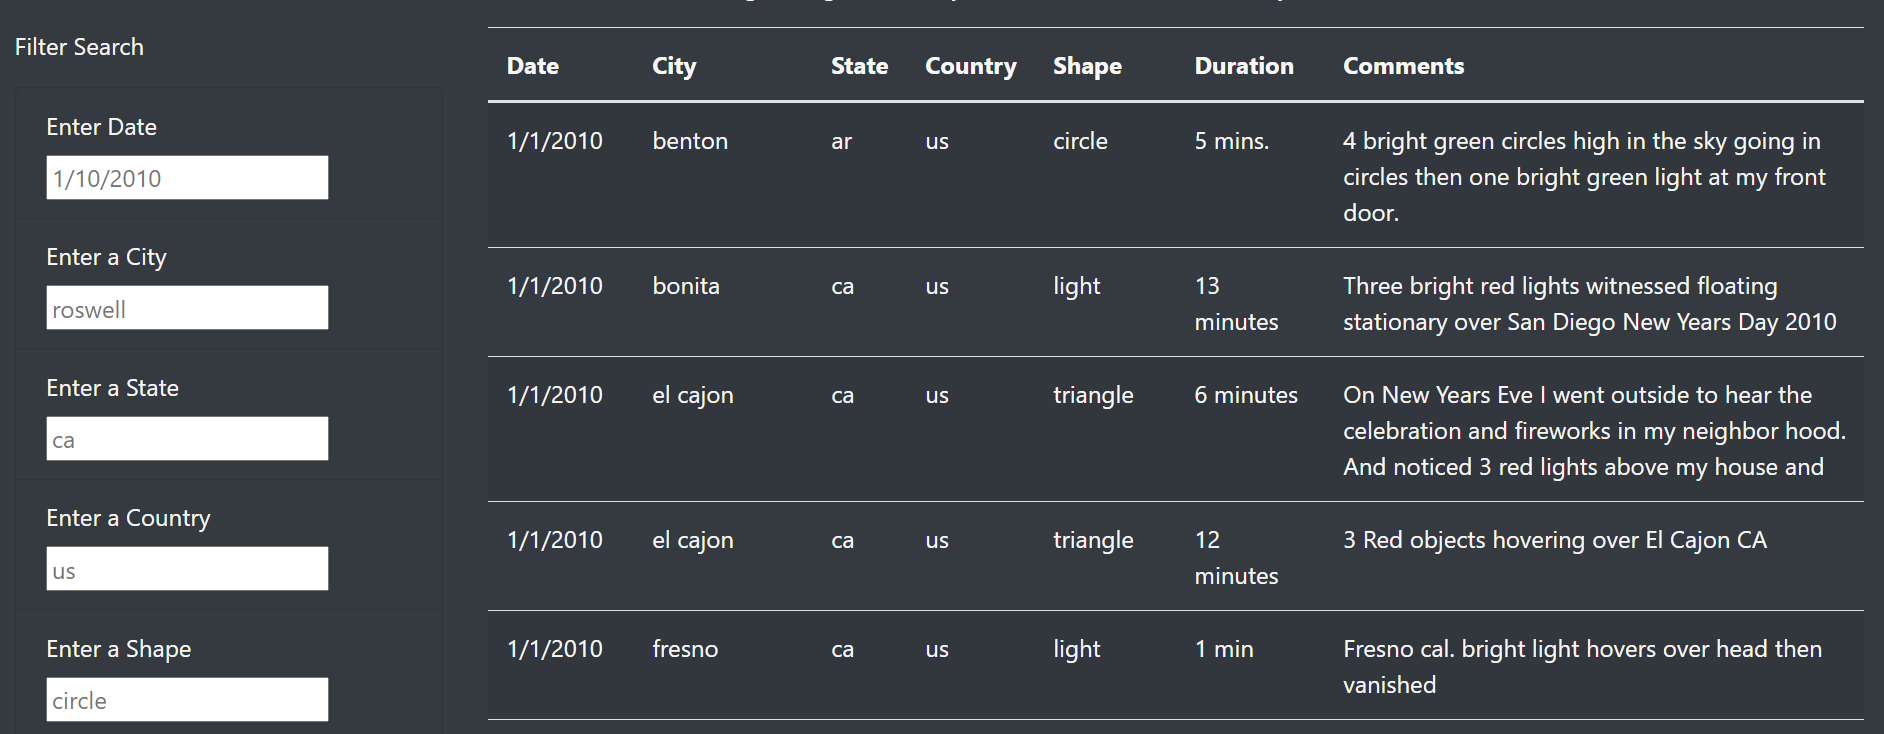 Filter Search
Enter Date
1/10/2010
Enter a City
roswell
Enter a State
ca
Enter a Country
us
Enter a Shape
circle
Date City State Country Shape Duration Comments
1/1/2010 benton ar us circle 5 mins. 4 bright green circles high in the sky going in
circles then one bright green light at my front
door.
1/1/2010 bonita ca us light 13 Three bright red lights witnessed floating
minutes stationary over San Diego New Years Day 2010
1/1/2010 el cajon ca us triangle 6 minutes On New Years Eve I went outside to hear the
celebration and fireworks in my neighbor hood.
And noticed 3 red lights above my house and
1/1/2010 el cajon ca us triangle 12 3 Red objects hovering over El Cajon CA
minutes
1/1/2010 fresno ca us light 1 min Fresno cal. bright light hovers over head then
vanished